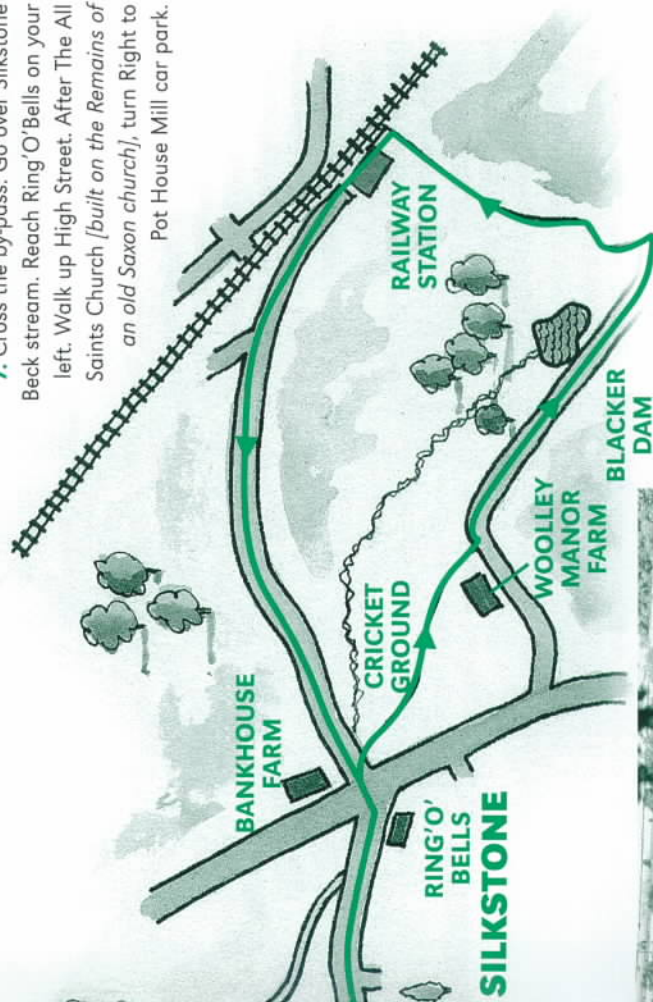 7. Cross the by-pass. Go over Silkstone
Beck stream. Reach Ring'O'Bells on your
left. Walk up High Street. After The All
Saints Church [built on the Remains of
an old Saxon church], turn Right to
Pot House Mill car park.
RAILWAY
STATION
BANKHOUSE
FARM
CRICKET
GROUND
WOOLLEY
MANOR
FARM
BLACKER
DAM
RING'O'
BELLS
SILKSTONE